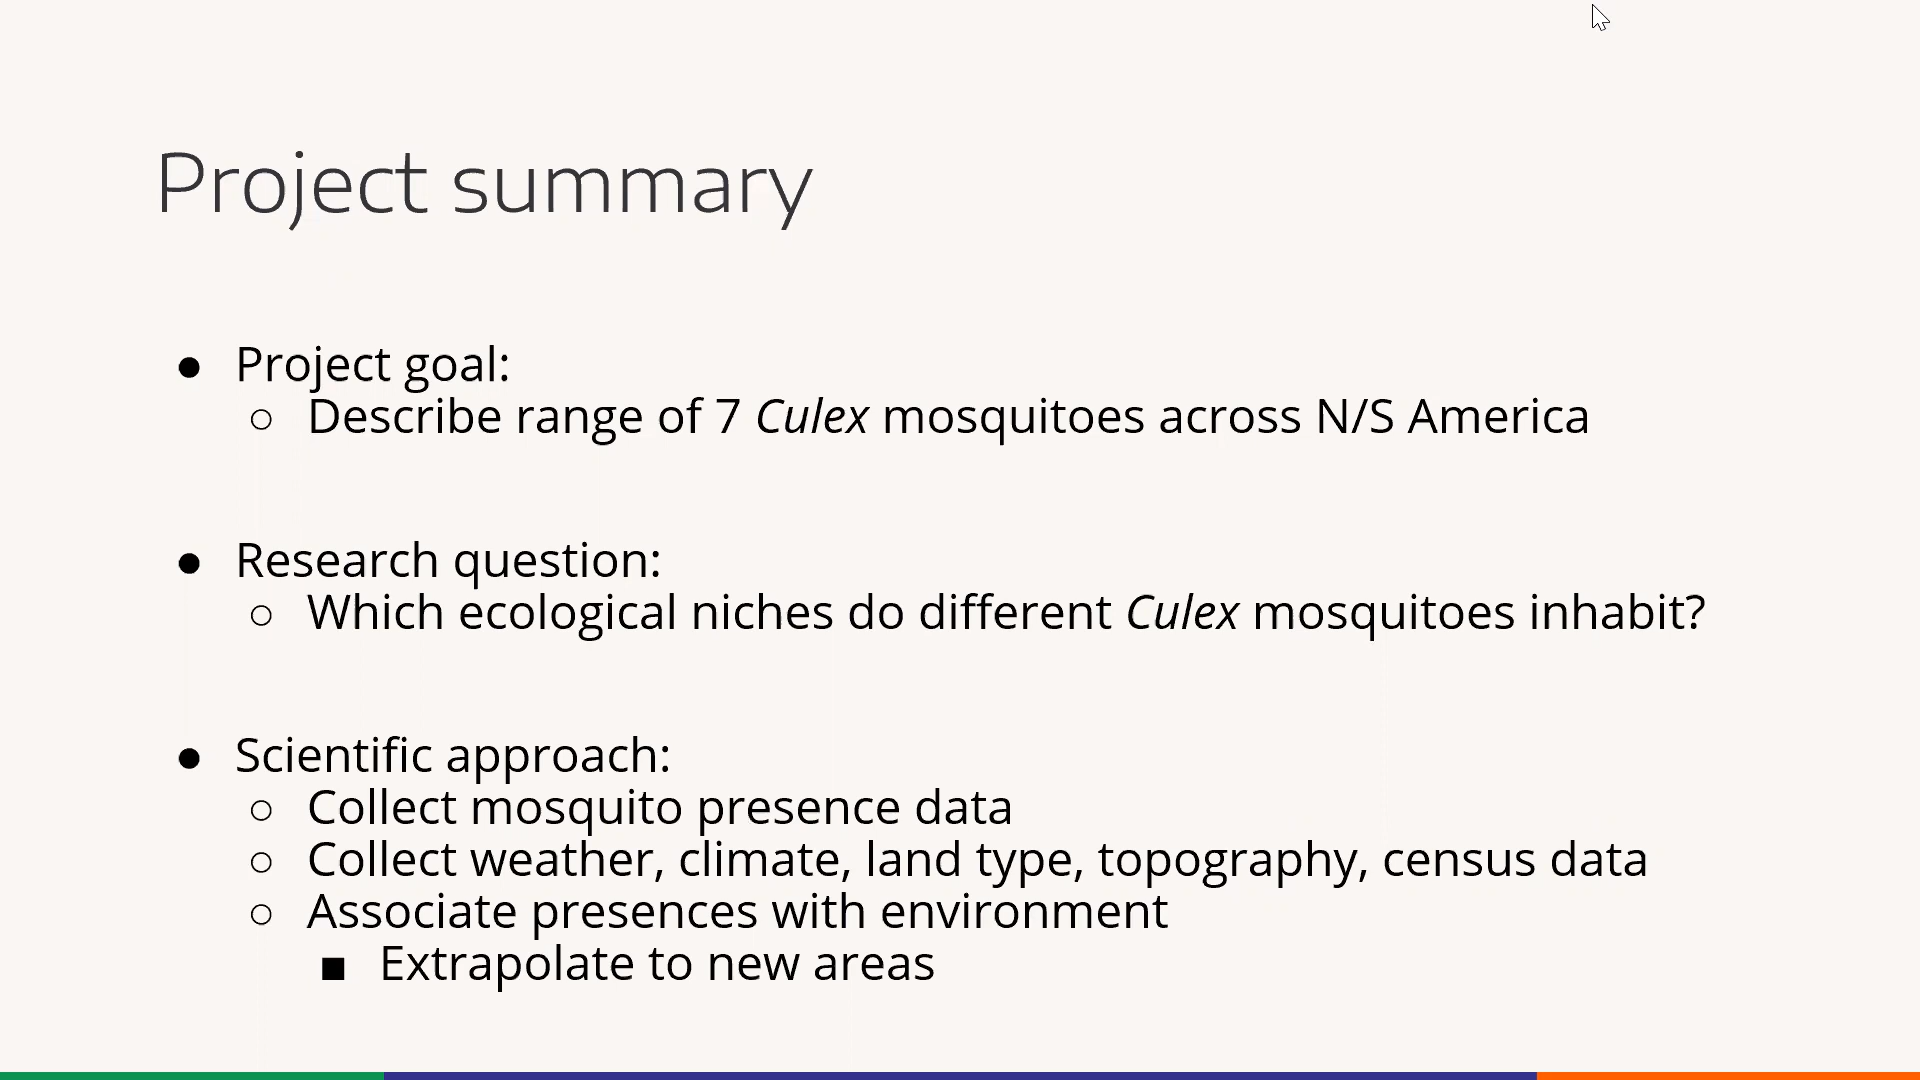 Project summary
● Project goal:
○ Describe range of 7 Culex mosquitoes across N/S America
● Research question:
○ Which ecological niches do different Culex mosquitoes inhabit?
● Scientific approach:
○ Collect mosquito presence data
○ Collect weather, climate, land type, topography, census data
○ Associate presences with environment
■ Extrapolate to new areas